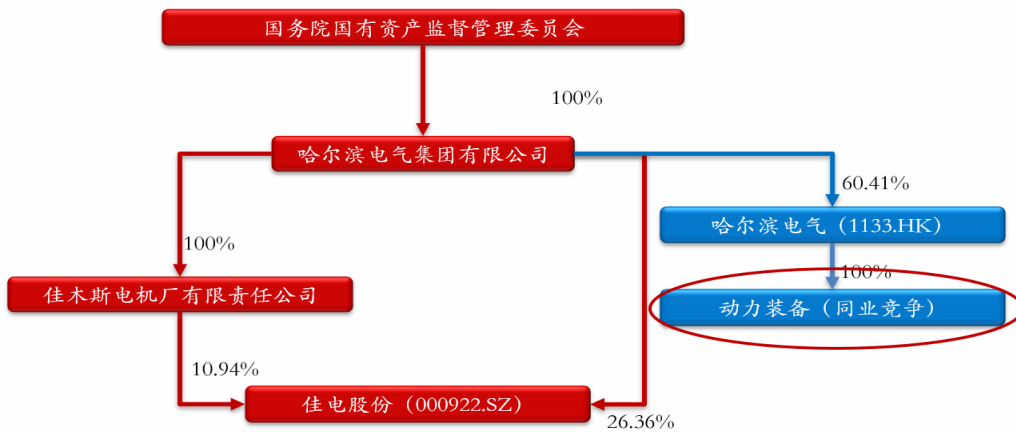 国务院国有资产监督管理委员会
100%
哈尔滨电气集团有限公司
60.41%
哈尔滨电气（1133.HK）
100%
100%
佳木斯电机厂有限责任公司
动力装备（同业竞争）
10.94%
佳电股份（000922.SZ）
26.36%